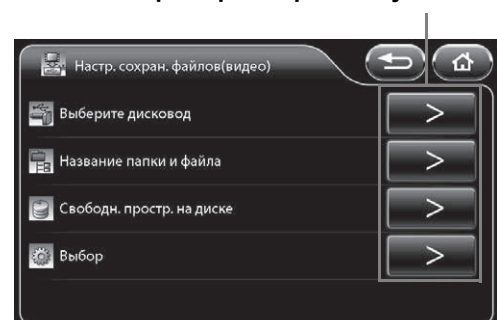 Настр. сохран. файлов(видео)
Выберите дисковод
>
Название папки и файла
>
Свободн. простр. на диске
>
Выбор
>